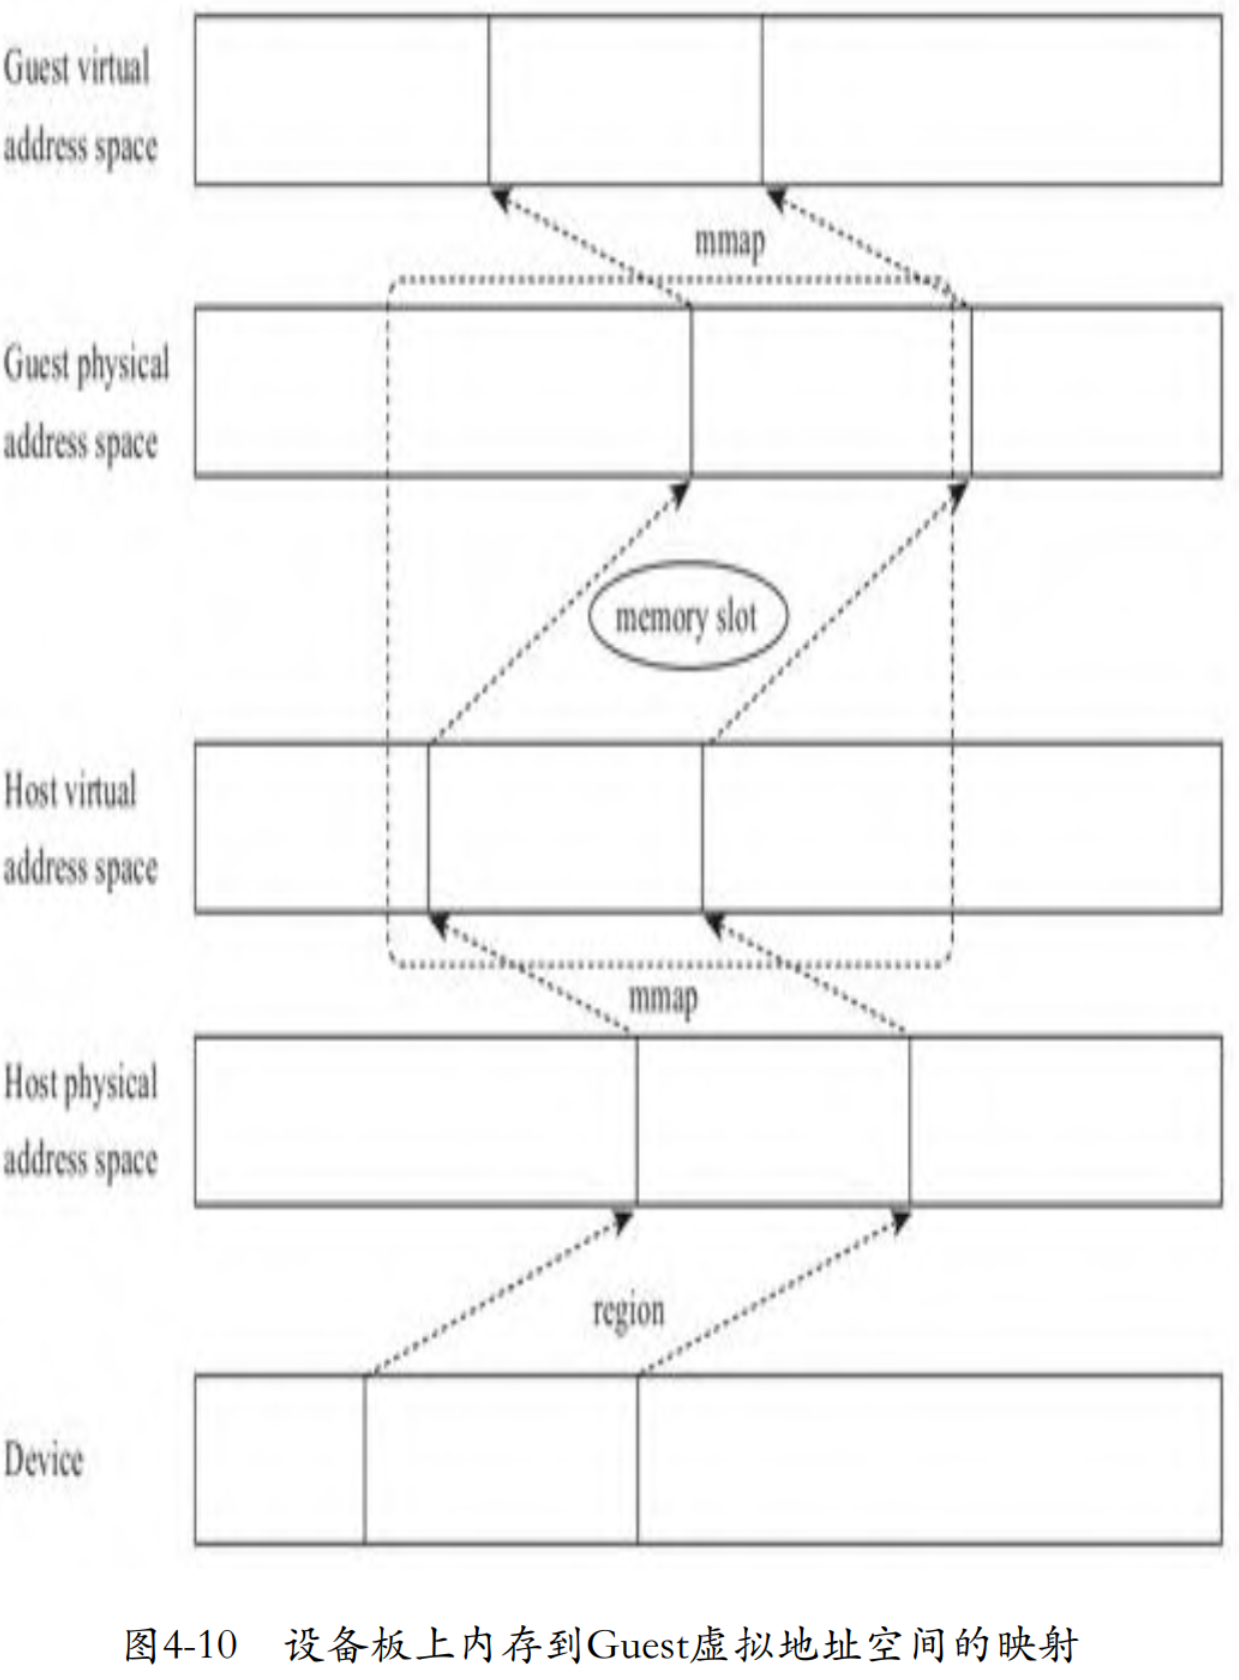 Guest virtual
address space
mmap
Guest physical
address space
memory slot
Host virtual
address space
mmap
Host physical
address space
region
Device
图4-10 设备板上内存到Guest虚拟地址空间的映射